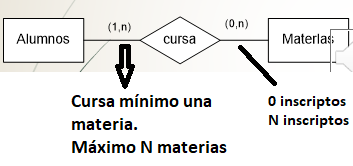 Alumnos
(1,n)
cursa
(0,n)
Materias
Cursa mínimo una
materia.
Máximo N materias
0 inscriptos
N inscriptos